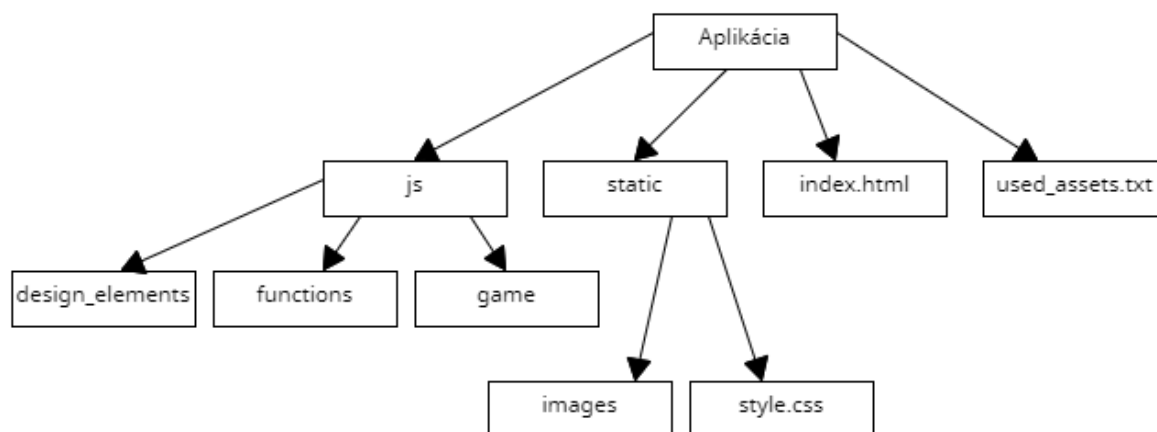 Aplikácia
js
static
index.html
used_assets.txt
design_elements
functions
game
images
style.css